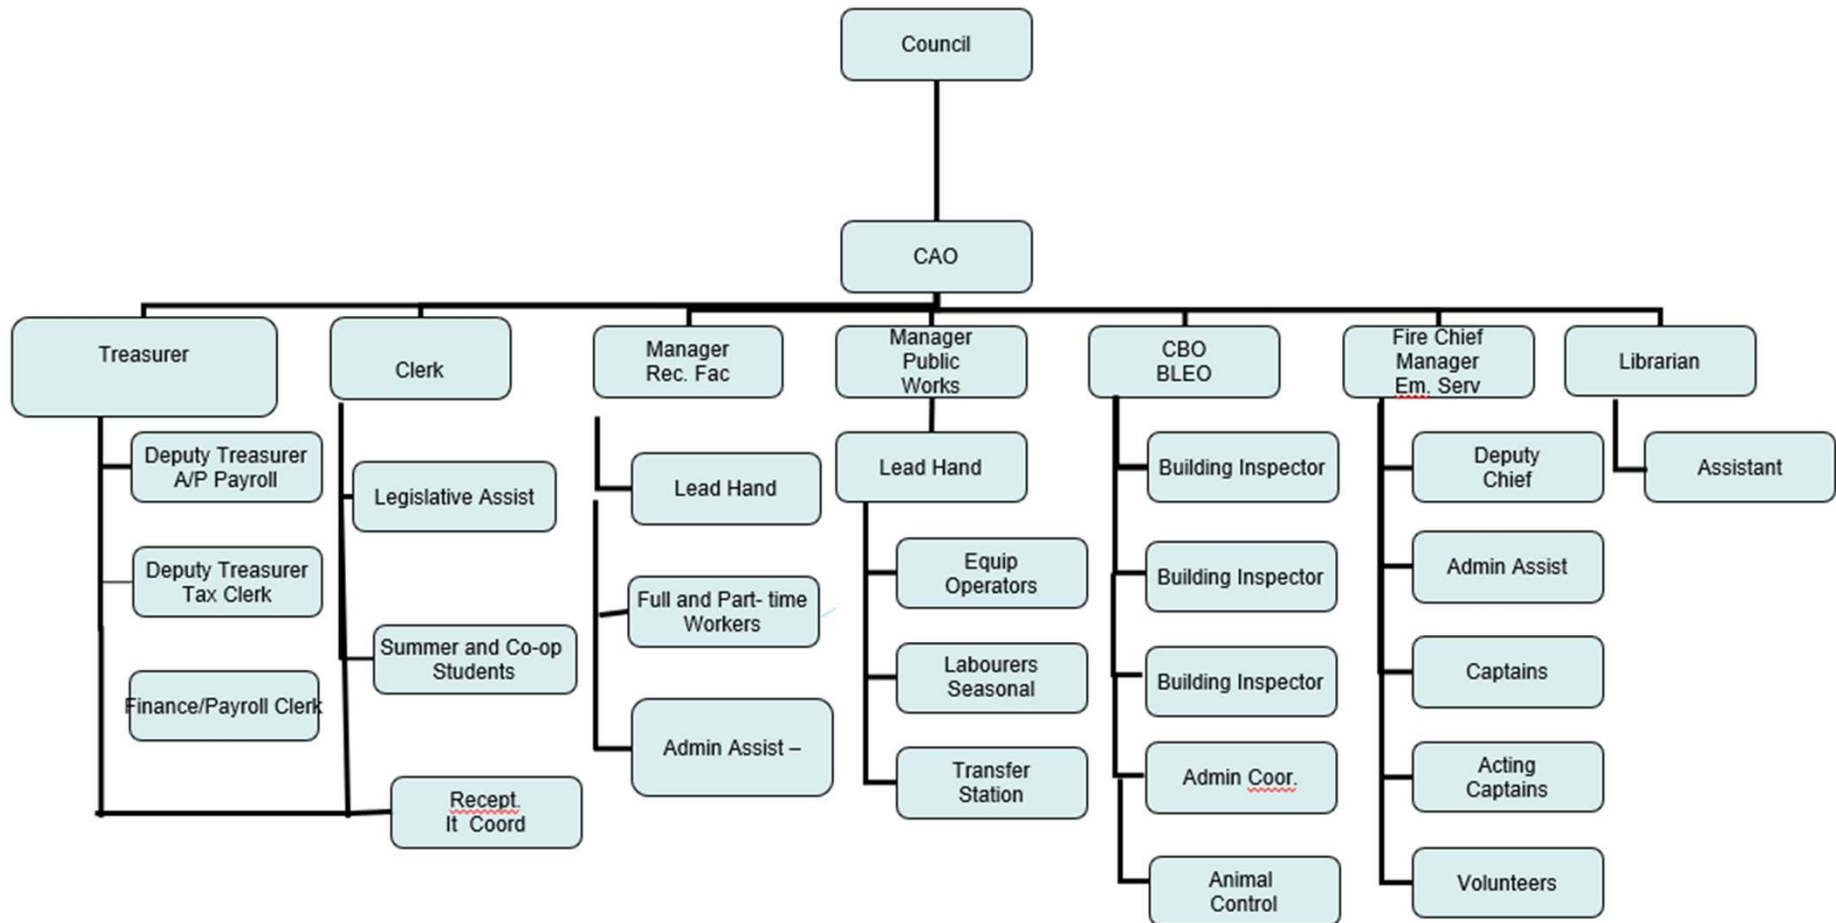 Council
CAO
Treasurer
Clerk
Manager
Rec. Fac
Manager
Public
Works
CBO
BLEO
Fire Chief
Manager
Em. Serv
Librarian
Deputy Treasurer
A/P Payroll
Deputy Treasurer
Tax Clerk
Finance/Payroll Clerk
Legislative Assist
Summer and Co-op
Students
Recept.
It Coord
Lead Hand
Full and Part- time
Workers
Admin Assist –
Lead Hand
Equip
Operators
Labourers
Seasonal
Transfer
Station
Building Inspector
Building Inspector
Building Inspector
Admin Coor.
Animal
Control
Deputy
Chief
Admin Assist
Captains
Acting
Captains
Volunteers
Assistant